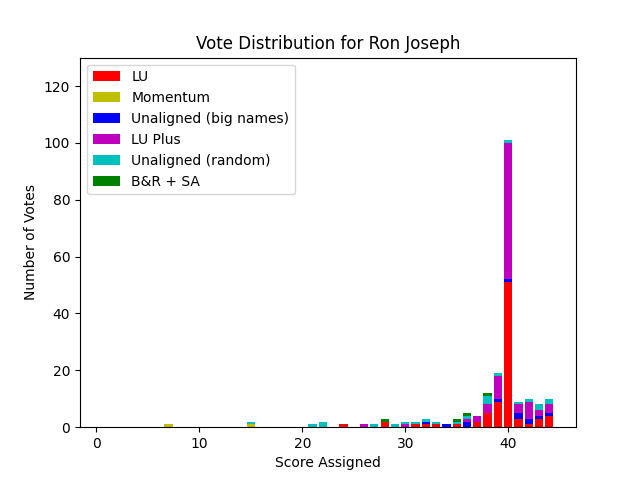 Vote Distribution for Ron Joseph
120
100
80
60
40
20
0
Number of Votes
LU
Momentum
Unaligned (big names)
LU Plus
Unaligned (random)
B&R + SA
0 10 20 30 40
Score Assigned